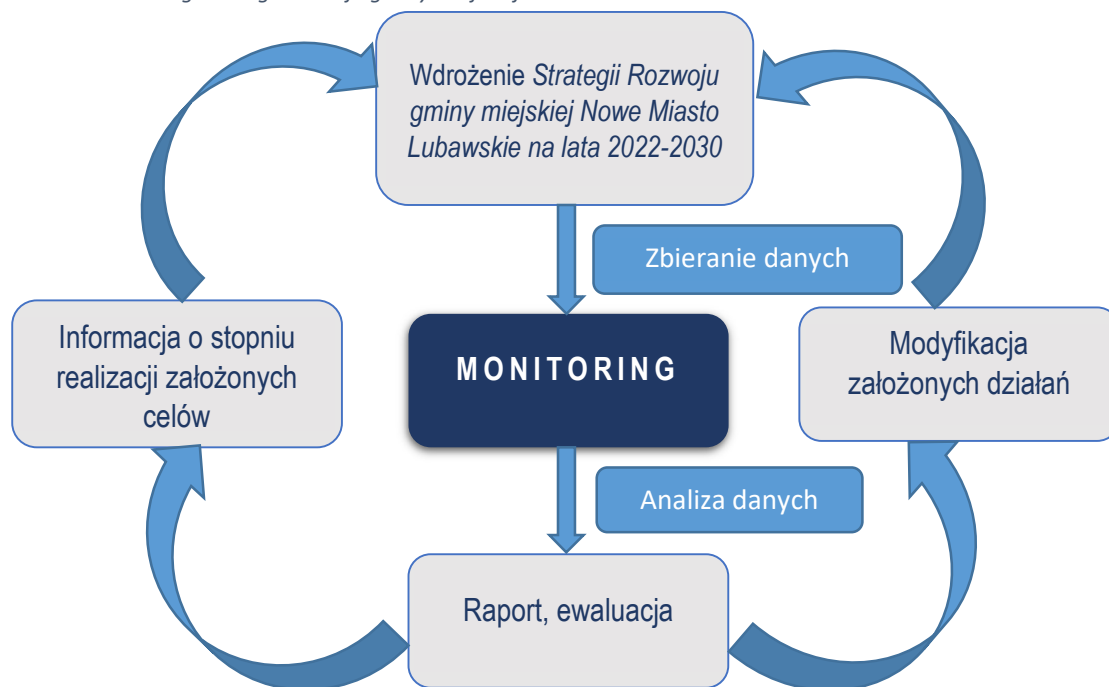 Wdrożenie Strategii Rozwoju
gminy miejskiej Nowe Miasto
Lubawskie na lata 2022-2030
Zbieranie danych
Informacja o stopniu
realizacji założonych
celów
MONITORING
Modyfikacja
założonych działań
Analiza danych
Raport, ewaluacja